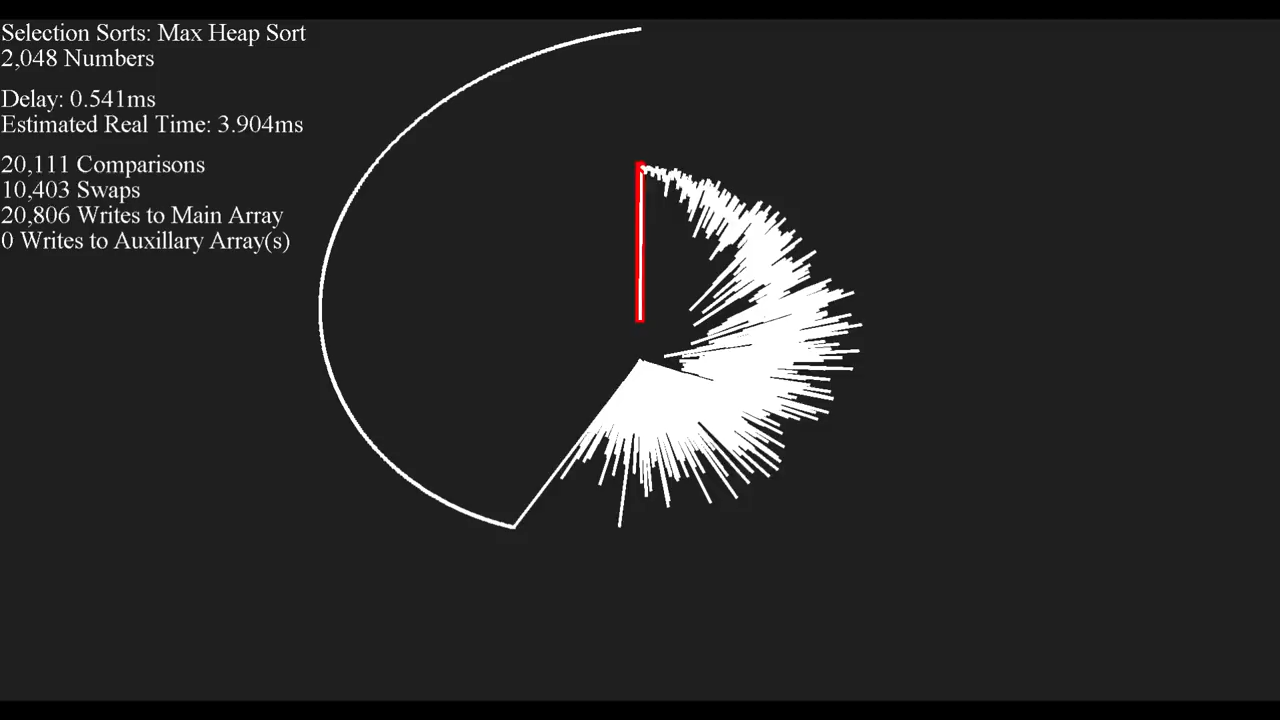 Selection Sorts: Max Heap Sort
2,048 Numbers
Delay: 0.541ms
Estimated Real Time: 3.904ms
20,111 Comparisons
10,403 Swaps
20,806 Writes to Main Array
0 Writes to Auxillary Array(s)